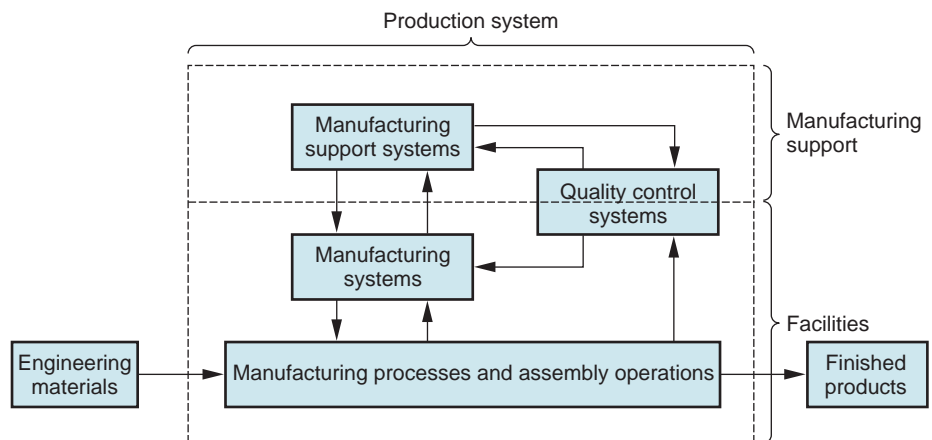 Production system
Manufacturing
support systems
Manufacturing
support
Quality control
systems
Manufacturing
systems
Facilities
Engineering
materials
Manufacturing processes and assembly operations
Finished
products